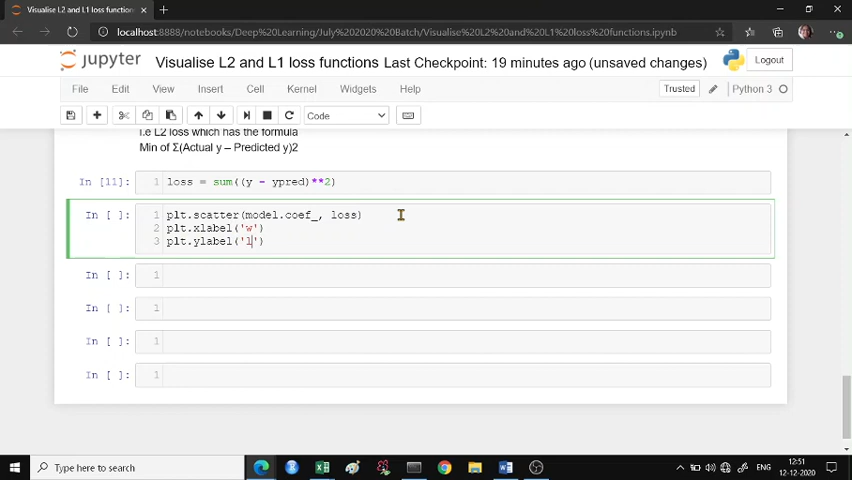 Visualise L2 and L1 loss function
localhost:8888/notebooks/Deep%20Learning/July%202020%20Batch/Visualise%20L2%20and%20L1%20loss%20functions.ipynb
jupyter Visualise L2 and L1 loss functions Last Checkpoint: 19 minutes ago (unsaved changes) Logout
File Edit View Insert Cell Kernel Widgets Help Trusted Python 3
Code
i.e L2 loss which has the formula
Min of Σ(Actual y – Predicted y)2
In [11]: 1 loss = sum((y - ypred)**2)
In [ ]: 1 plt.scatter(model.coef_, loss)
2 plt.xlabel('w')
3 plt.ylabel('l')
In [ ]: 1
In [ ]: 1
In [ ]: 1
In [ ]: 1
Type here to search
ENG
12:51
12-12-2020